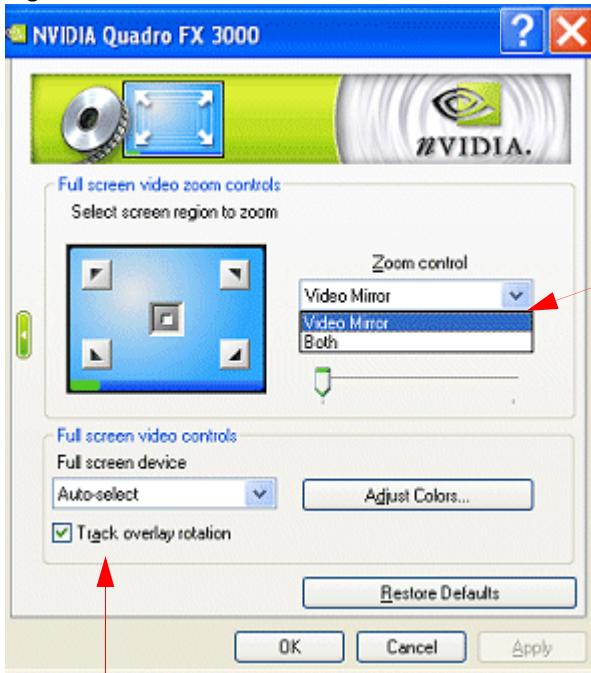 NVIDIA Quadro FX 3000
nVIDIA.
Full screen video zoom controls
Select screen region to zoom
Zoom control
Video Mirror
Video Mirror
Both
Full screen video controls
Full screen device
Auto-select
Adjust Colors...
Track overlay rotation
Restore Defaults
OK
Cancel
Apply